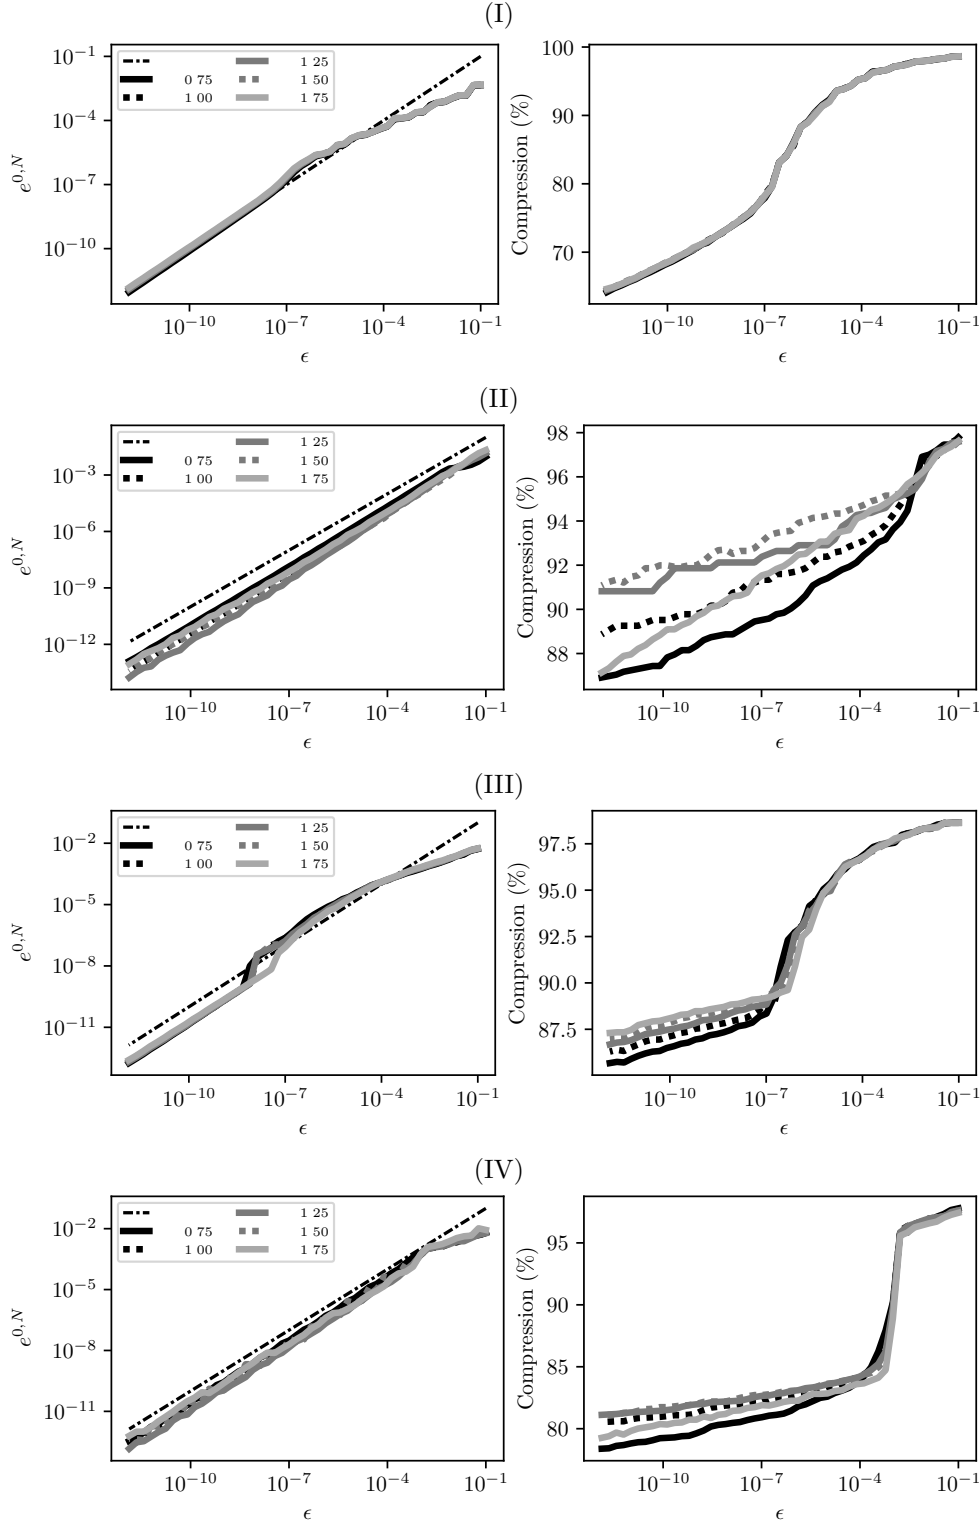 (I)
10⁻¹ 10⁻⁴ 10⁻⁷ 10⁻¹⁰
e^{0,N}
1 25
0 75 1 50
1 00 1 75
10⁻¹⁰ 10⁻⁷ 10⁻⁴ 10⁻¹
ϵ
100 90 80 70
Compression (%)
10⁻¹⁰ 10⁻⁷ 10⁻⁴ 10⁻¹
ϵ
(II)
10⁻³ 10⁻⁶ 10⁻⁹ 10⁻¹²
e^{0,N}
1 25
0 75 1 50
1 00 1 75
10⁻¹⁰ 10⁻⁷ 10⁻⁴ 10⁻¹
ϵ
98 96 94 92 90 88
Compression (%)
10⁻¹⁰ 10⁻⁷ 10⁻⁴ 10⁻¹
ϵ
(III)
10⁻² 10⁻⁵ 10⁻⁸ 10⁻¹¹
e^{0,N}
1 25
0 75 1 50
1 00 1 75
10⁻¹⁰ 10⁻⁷ 10⁻⁴ 10⁻¹
ϵ
97.5 95.0 92.5 90.0 87.5
Compression (%)
10⁻¹⁰ 10⁻⁷ 10⁻⁴ 10⁻¹
ϵ
(IV)
10⁻² 10⁻⁵ 10⁻⁸ 10⁻¹¹
e^{0,N}
1 25
0 75 1 50
1 00 1 75
10⁻¹⁰ 10⁻⁷ 10⁻⁴ 10⁻¹
ϵ
95 90 85 80
Compression (%)
10⁻¹⁰ 10⁻⁷ 10⁻⁴ 10⁻¹
ϵ